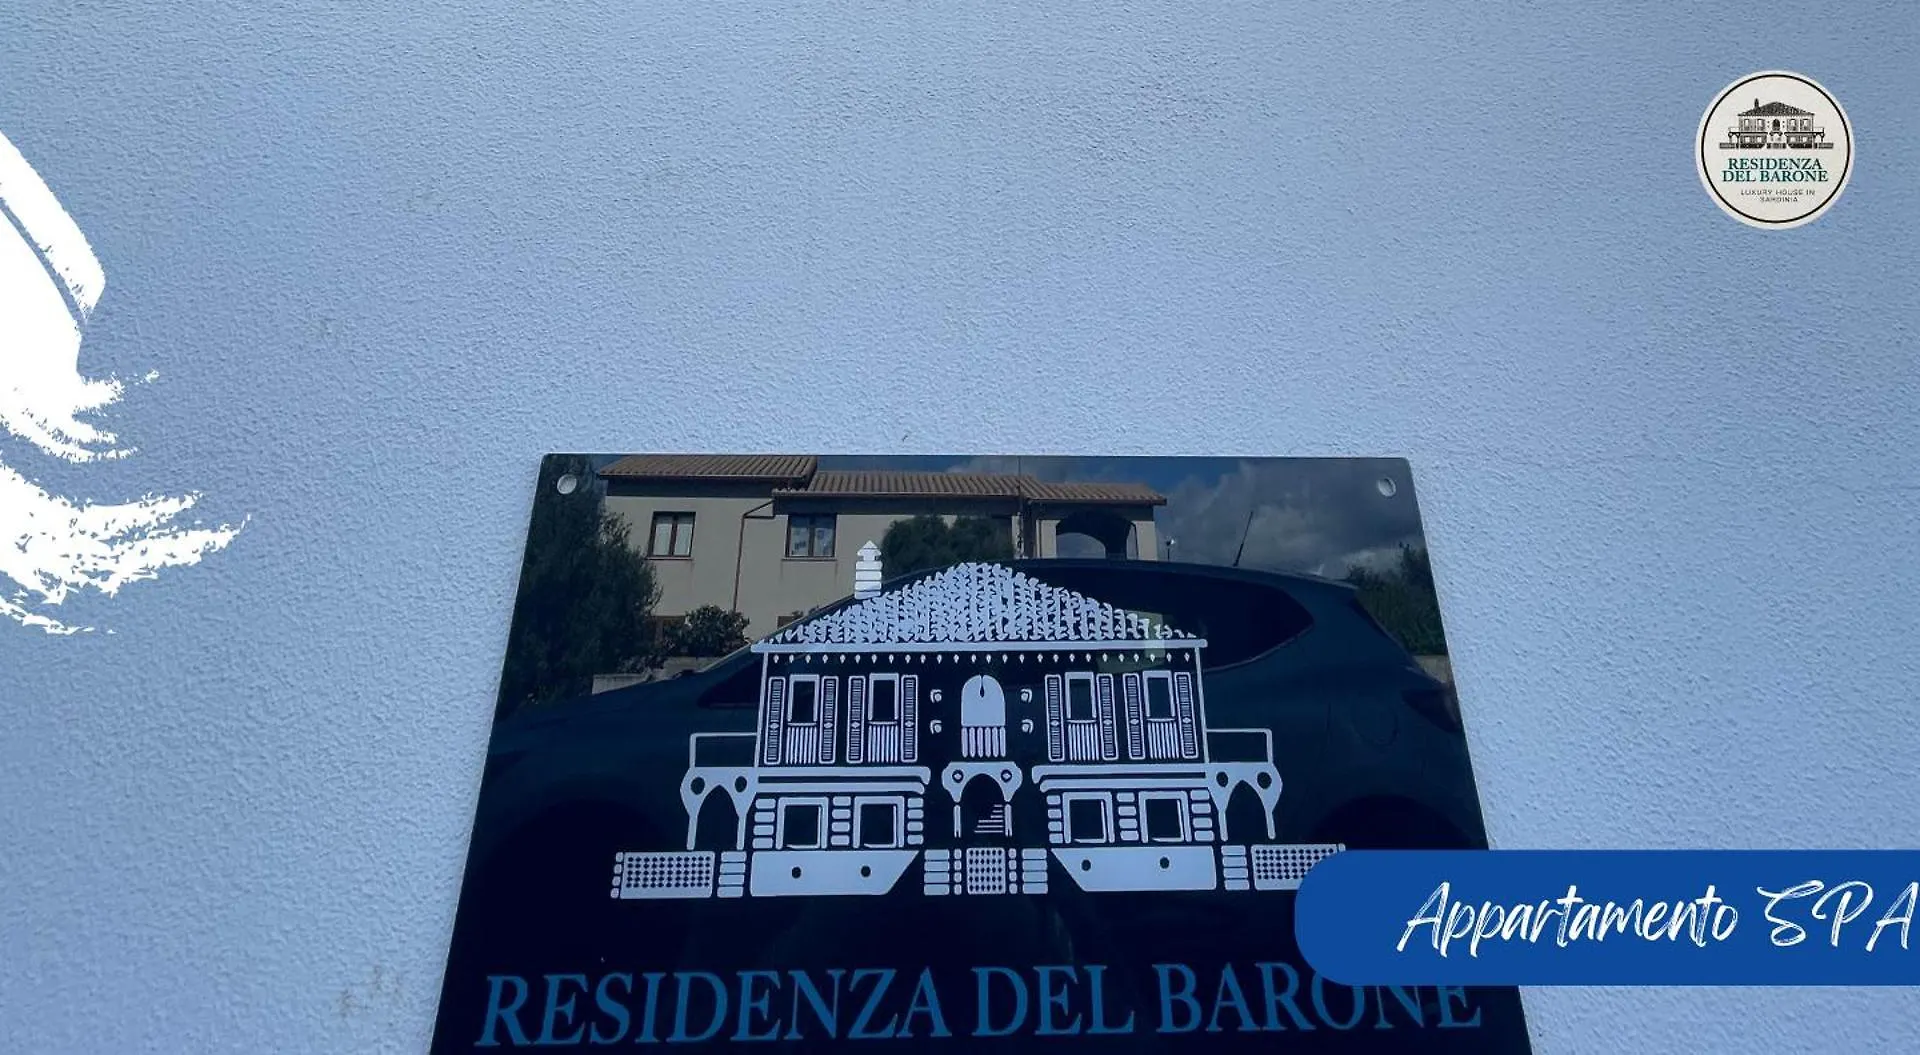 RESIDENZA
DEL BARONE
LUXURY HOUSE IN
SARDINIA
Appartamento SPA
RESIDENZA DEL BARONE